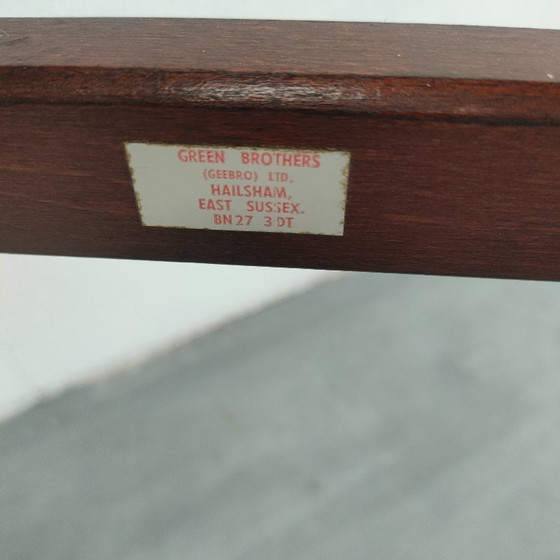 GREEN BROTHERS
(GEEBRO) LTD.
HAILSHAM,
EAST SUSSEX.
BN27 3DT